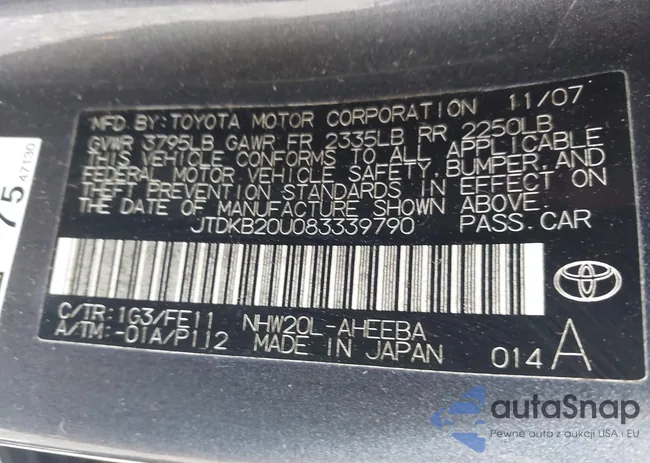 MFD. BY: TOYOTA MOTOR CORPORATION 11/07
GVWR 3795LB GAWR FR 2335LB RR 2250LB
THIS VEHICLE CONFORMS TO ALL APPLICABLE
FEDERAL MOTOR VEHICLE SAFETY, BUMPER, AND
THEFT PREVENTION STANDARDS IN EFFECT ON
THE DATE OF MANUFACTURE SHOWN ABOVE.
JTDKB20U083339790 PASS. CAR
C/TR: 1G3/FE11 NHW20L-AHEEBA
A/TM: -01A/P112 MADE IN JAPAN 014 A
75
47130
autaSnap
Pewne auta z aukcji USA i EU